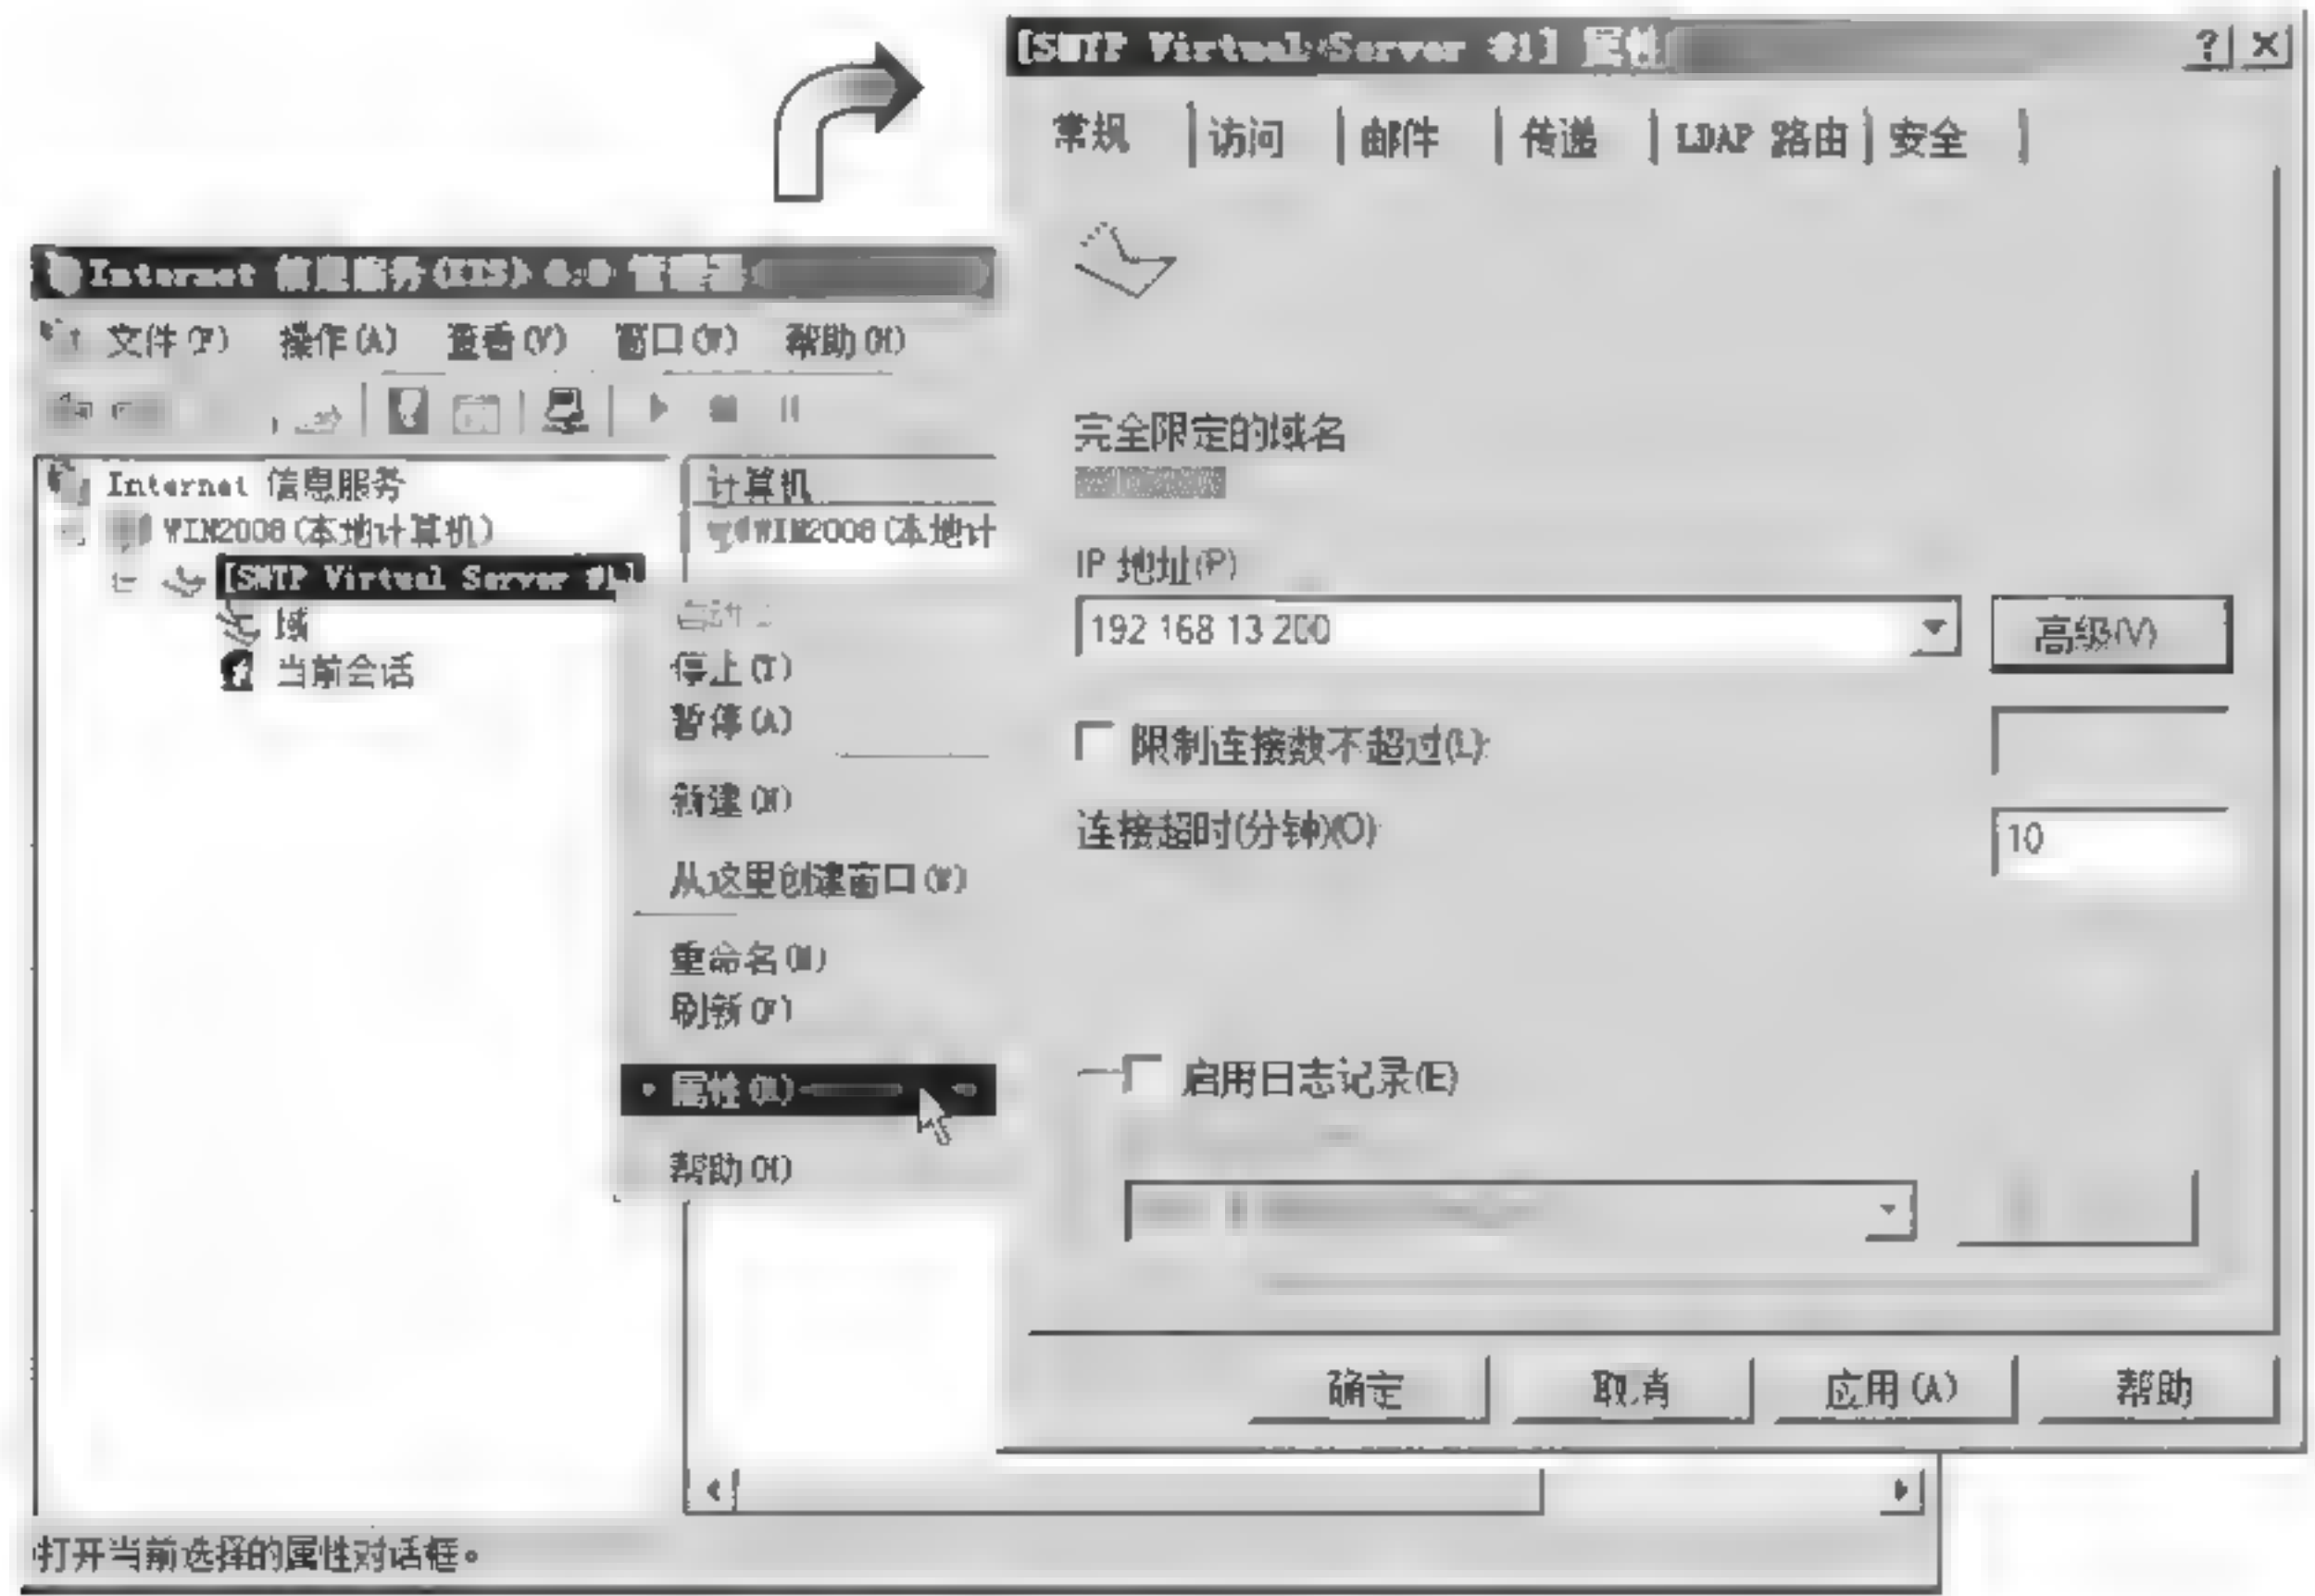 [SMTP Virtual Server #1] 属性
常规 访问 邮件 传递 LDAP 路由 安全
完全限定的域名
IP 地址(P)
192 168 13 200
高级(V)
限制连接数不超过(L):
连接超时(分钟)(O)
10
启用日志记录(E)
确定 取消 应用(A) 帮助
Internet 信息服务(IIS) 6.0 管理器
文件(F) 操作(A) 查看(V) 窗口(W) 帮助(H)
Internet 信息服务
WIN2008(本地计算机)
[SMTP Virtual Server #1]
域
当前会话
计算机
WIN2008(本地计
停止(T)
暂停(A)
新建(N)
从这里创建窗口(W)
重命名(M)
刷新(F)
属性(R)
帮助(H)
打开当前选择的属性对话框。